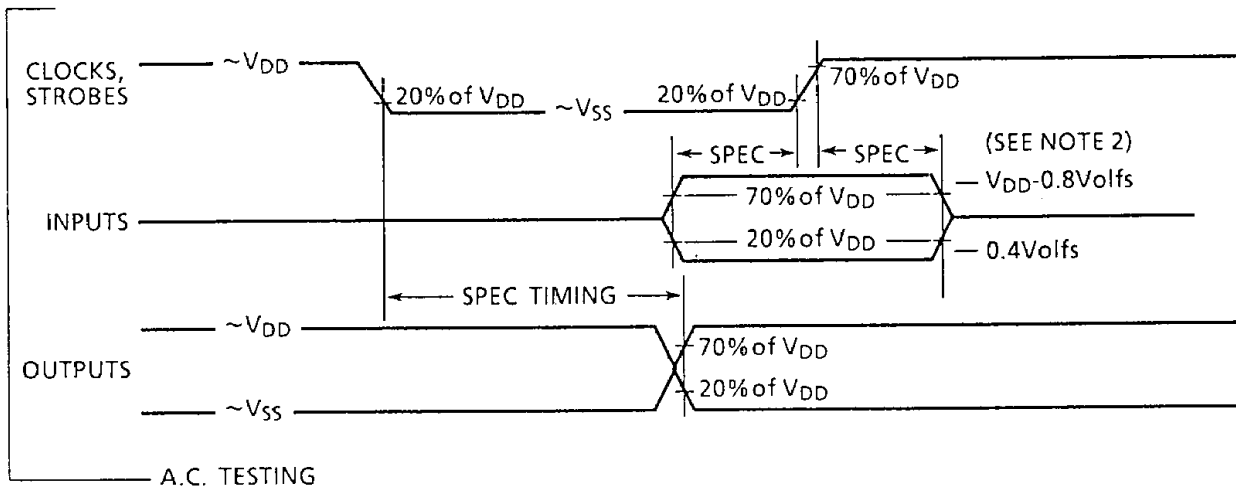 CLOCKS,
STROBES
~VDD
20% of VDD
~VSS
20% of VDD
70% of VDD
SPEC
SPEC
(SEE NOTE 2)
INPUTS
70% of VDD
20% of VDD
VDD-0.8Volfs
0.4Volfs
SPEC TIMING
OUTPUTS
~VDD
70% of VDD
20% of VDD
~VSS
A.C. TESTING